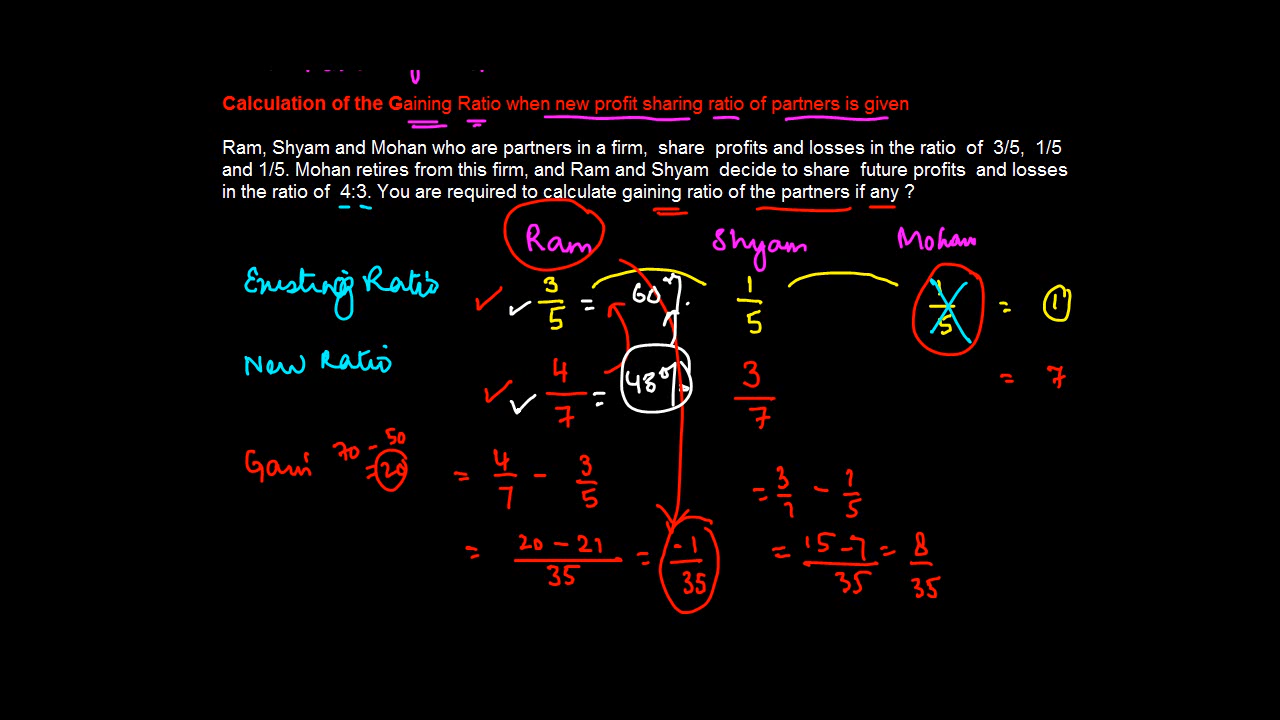 Calculation of the Gaining Ratio when new profit sharing ratio of partners is given
Ram, Shyam and Mohan who are partners in a firm, share profits and losses in the ratio of 3/5, 1/5
and 1/5. Mohan retires from this firm, and Ram and Shyam decide to share future profits and losses
in the ratio of 4:3. You are required to calculate gaining ratio of the partners if any ?
Ram Shyam Mohan
Existing Ratio 3/5 = 60% 1/5 1/5 = 1
New Ratio 4/7 = 48% 3/7 = 7
Gain 70 - 50 = 20
= 4/7 - 3/5 = 3/7 - 1/5
= 20 - 21/35 = -1/35 = 15 - 7/35 = 8/35